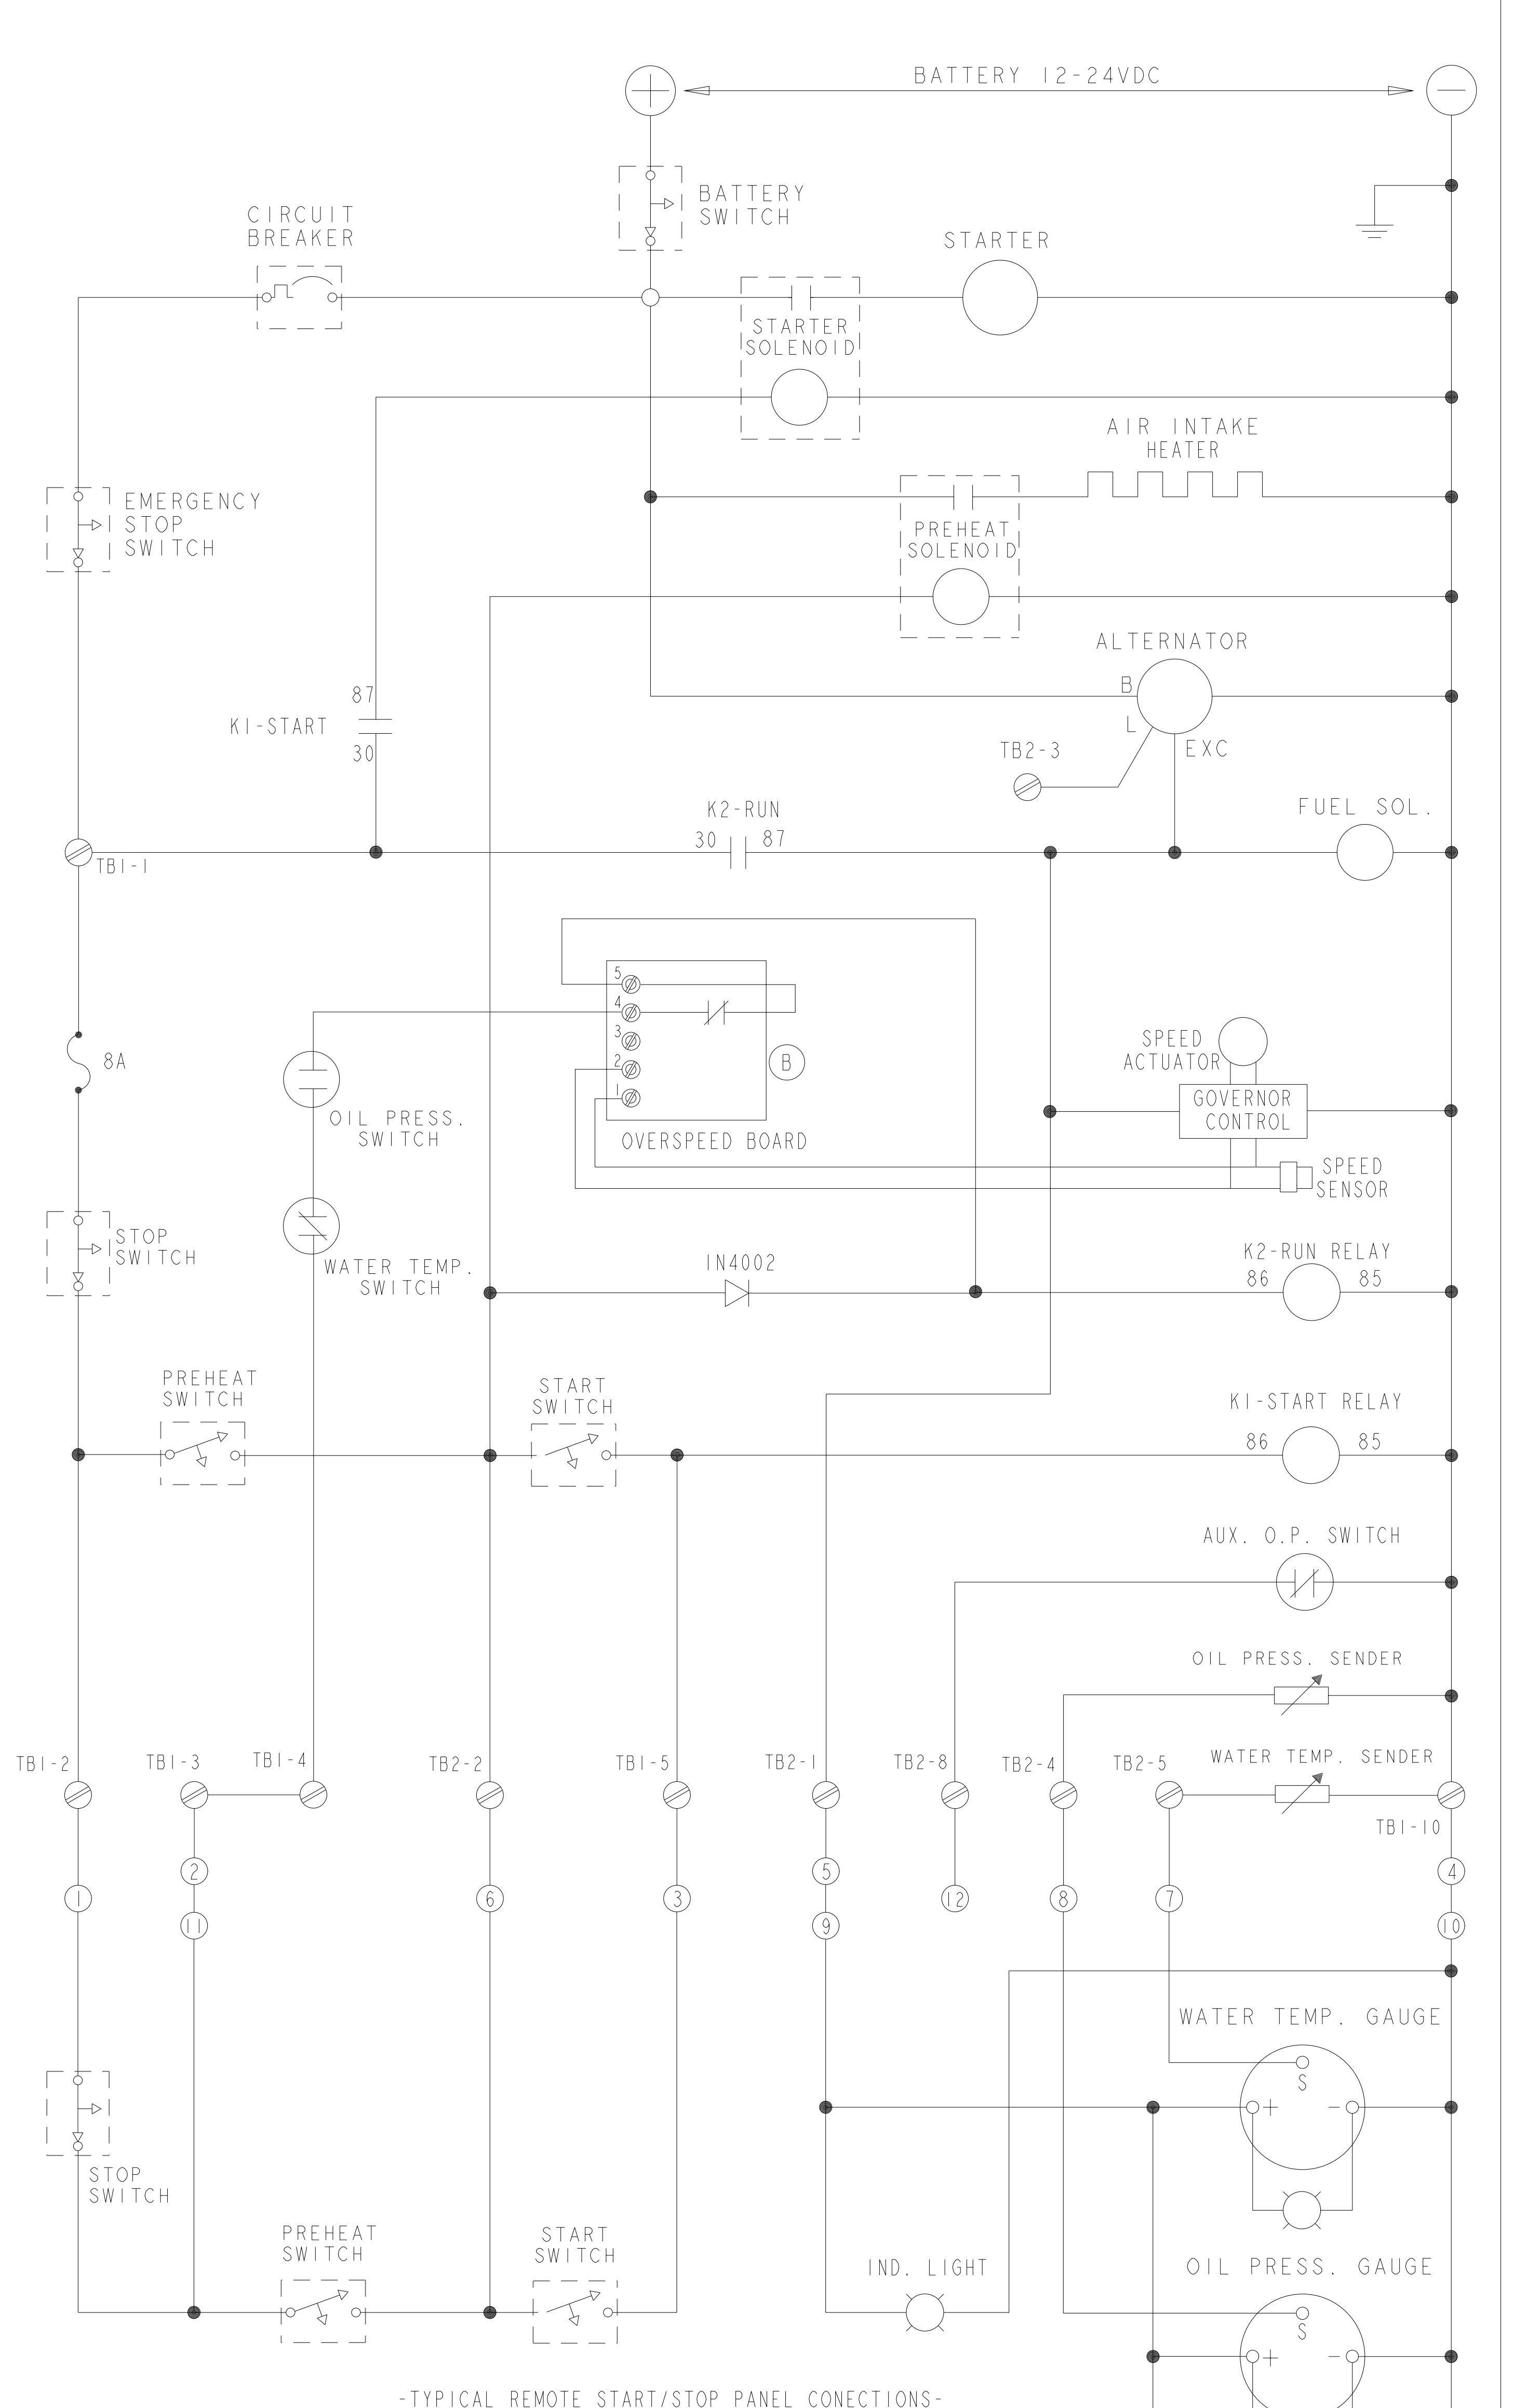 BATTERY 12-24VDC
BATTERY
SWITCH
CIRCUIT
BREAKER
STARTER
STARTER
SOLENOID
AIR INTAKE
HEATER
EMERGENCY
STOP
SWITCH
PREHEAT
SOLENOID
ALTERNATOR
B
L
EXC
87
K1-START
30
TB2-3
K2-RUN
30 87
FUEL SOL.
TB1-1
5
4
3
2
1
B
OVERSPEED BOARD
8A
OIL PRESS.
SWITCH
SPEED
ACTUATOR
GOVERNOR
CONTROL
SPEED
SENSOR
STOP
SWITCH
WATER TEMP.
SWITCH
IN4002
K2-RUN RELAY
86 85
PREHEAT
SWITCH
START
SWITCH
K1-START RELAY
86 85
AUX. O.P. SWITCH
OIL PRESS. SENDER
WATER TEMP. SENDER
TB1-2
TB1-3
TB1-4
TB2-2
TB1-5
TB2-1
TB2-8
TB2-4
TB2-5
TB1-10
1
2
11
6
3
5
9
12
8
7
4
10
WATER TEMP. GAUGE
S
+ -
STOP
SWITCH
PREHEAT
SWITCH
START
SWITCH
IND. LIGHT
OIL PRESS. GAUGE
S
+ -
-TYPICAL REMOTE START/STOP PANEL CONECTIONS-